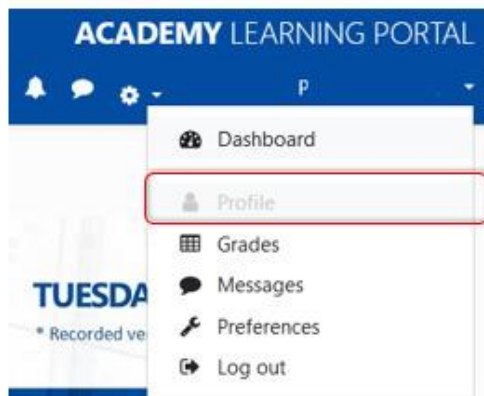 ACADEMY LEARNING PORTAL
P
Dashboard
Profile
Grades
Messages
TUESDA
Preferences
* Recorded ve
Log out